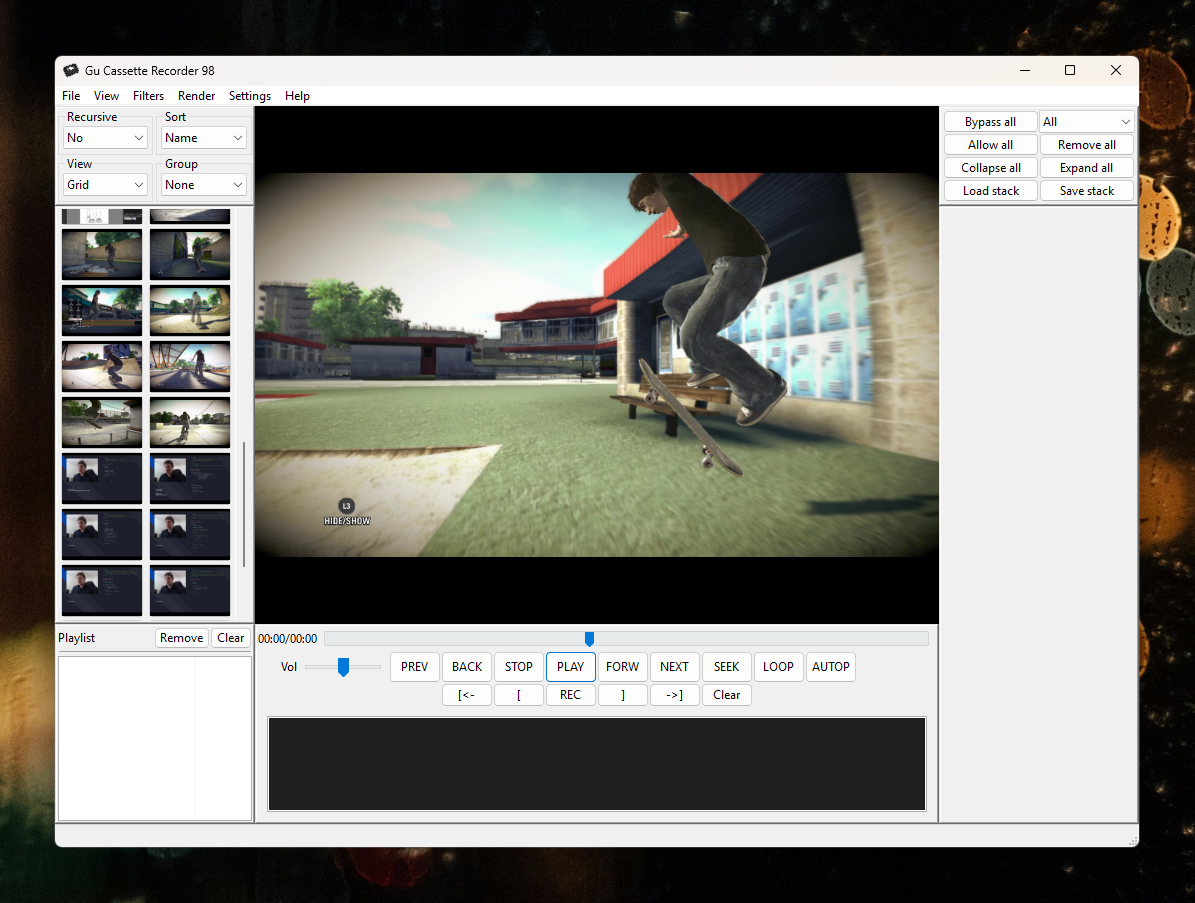 Gu Cassette Recorder 98
File View Filters Render Settings Help
Recursive Sort
No Name
View Group
Grid None
Bypass all All
Allow all Remove all
Collapse all Expand all
Load stack Save stack
L3
HIDE/SHOW
Playlist Remove Clear
00:00/00:00
Vol PREV BACK STOP PLAY FORW NEXT SEEK LOOP AUTOP
[<- [ REC ] ->] Clear